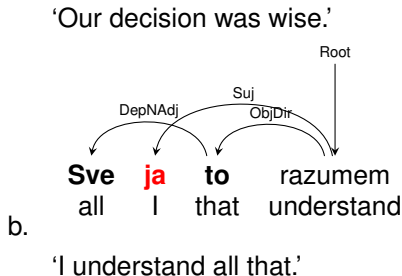 ‘Our decision was wise.’
Root
Suj
DepNAdj ObjDir
Sve ja to razumem
all I that understand
b.
‘I understand all that.’